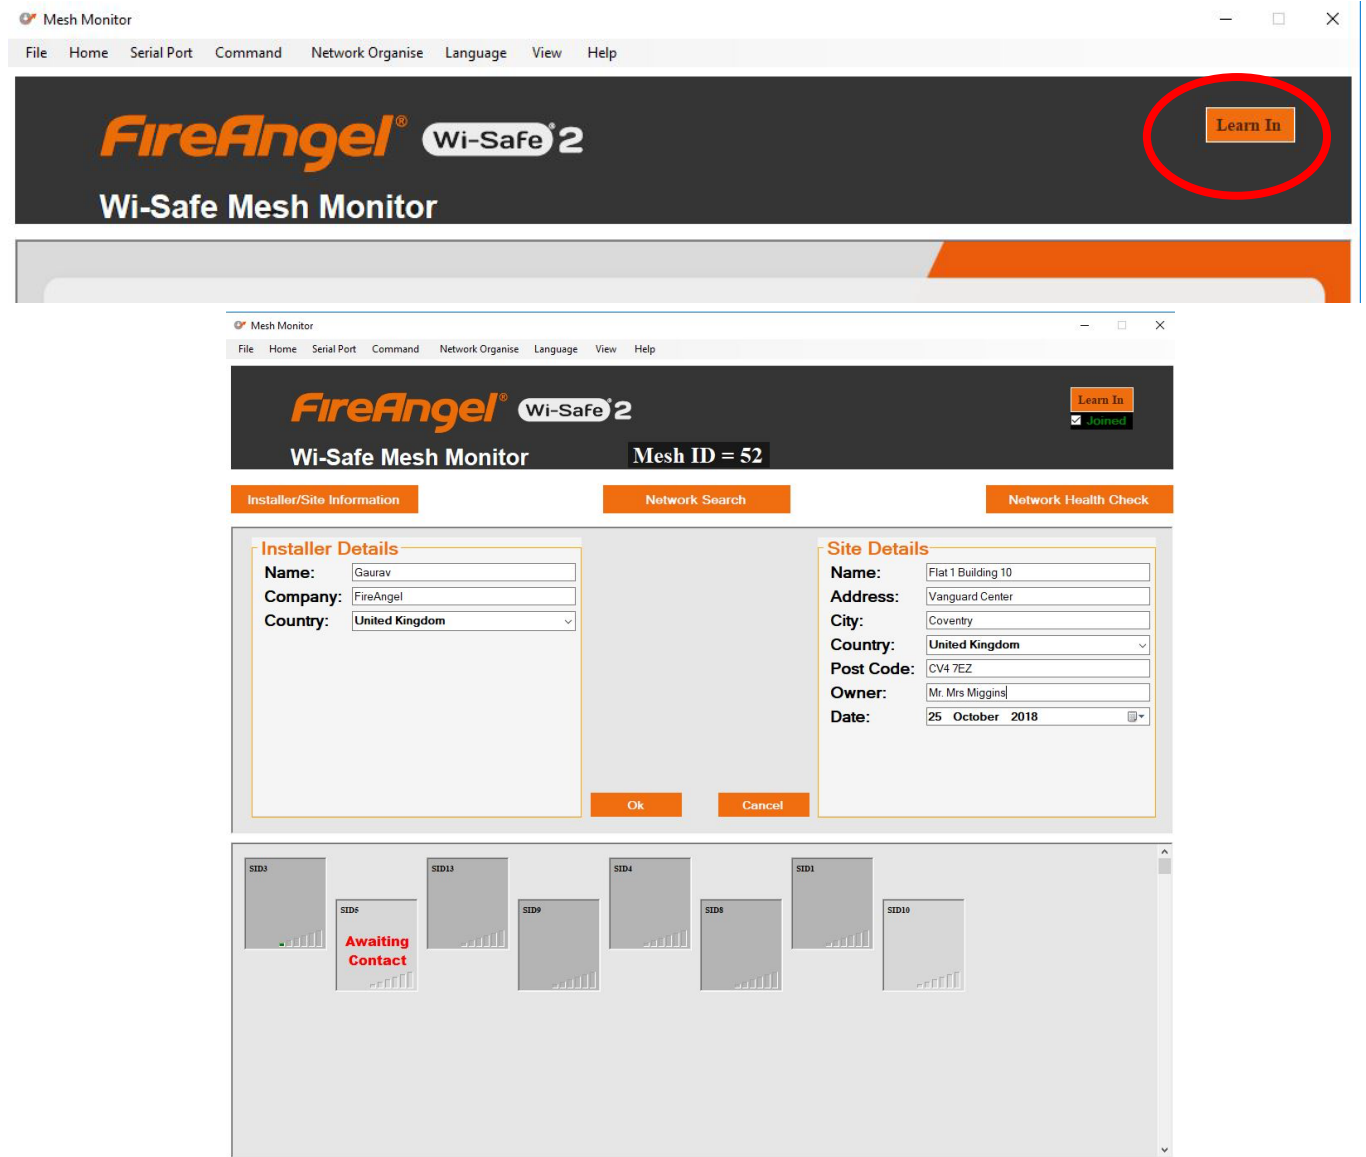 Mesh Monitor
File Home Serial Port Command Network Organise Language View Help
FireAngel® Wi-Safe® 2
Learn In
Wi-Safe Mesh Monitor
Mesh Monitor
File Home Serial Port Command Network Organise Language View Help
FireAngel® Wi-Safe® 2
Learn In
Joined
Wi-Safe Mesh Monitor
Mesh ID = 52
Installer/Site Information
Network Search
Network Health Check
Installer Details
Name: Gaurav
Company: FireAngel
Country: United Kingdom
Site Details
Name: Flat 1 Building 10
Address: Vanguard Center
City: Coventry
Country: United Kingdom
Post Code: CV4 7EZ
Owner: Mr. Mrs Miggins
Date: 25 October 2018
Ok
Cancel
SID3
SID13
SID4
SID1
SID6
SID9
SID8
SID10
Awaiting
Contact